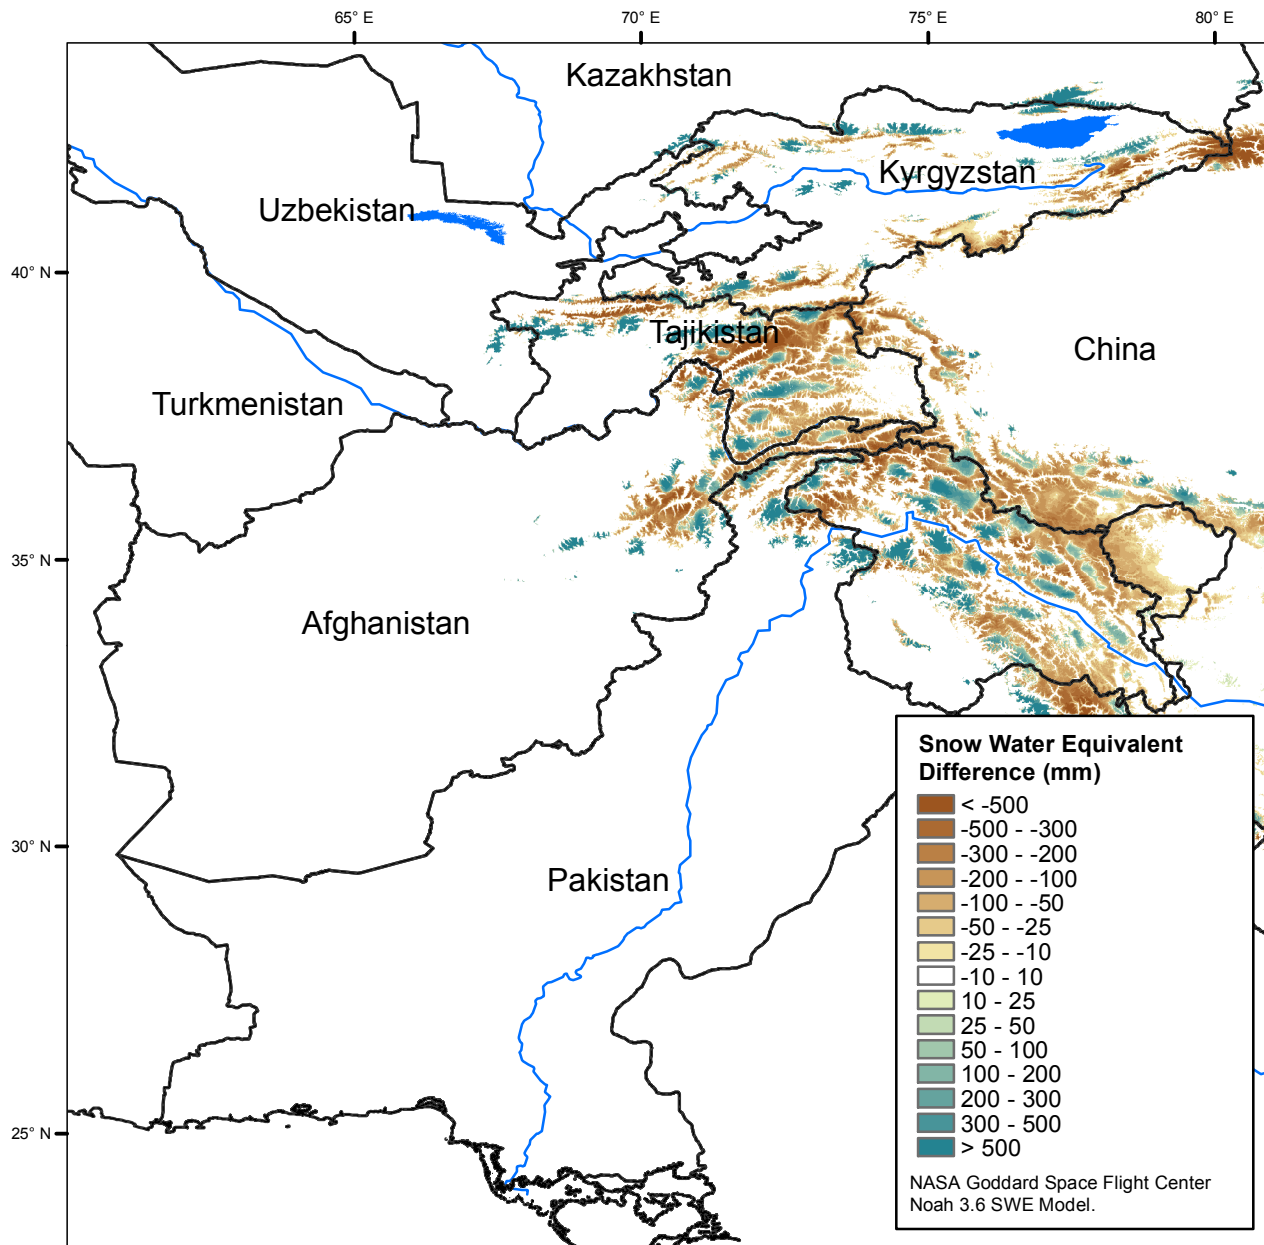 65° E
70° E
75° E
80° E
Kazakhstan
Kyrgyzstan
Uzbekistan
40° N
Tajikistan
China
Turkmenistan
35° N
Afghanistan
30° N
Pakistan
25° N
Snow Water Equivalent
Difference (mm)
< -500
-500 - -300
-300 - -200
-200 - -100
-100 - -50
-50 - -25
-25 - -10
-10 - 10
10 - 25
25 - 50
50 - 100
100 - 200
200 - 300
300 - 500
> 500
NASA Goddard Space Flight Center
Noah 3.6 SWE Model.